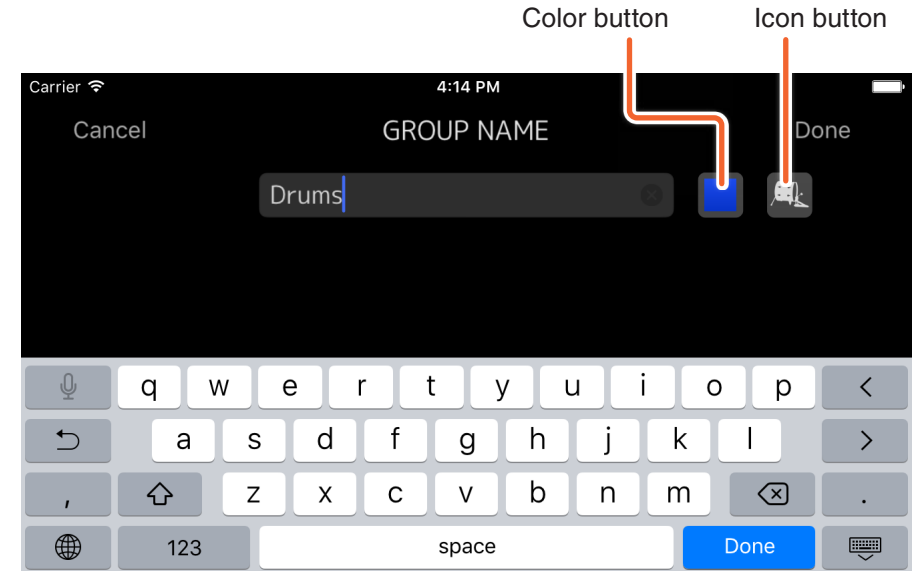 Color button Icon button
Carrier 4:14 PM
Cancel GROUP NAME Done
Drums
q w e r t y u i o p <
a s d f g h j k l >
, z x c v b n m .
123 space Done